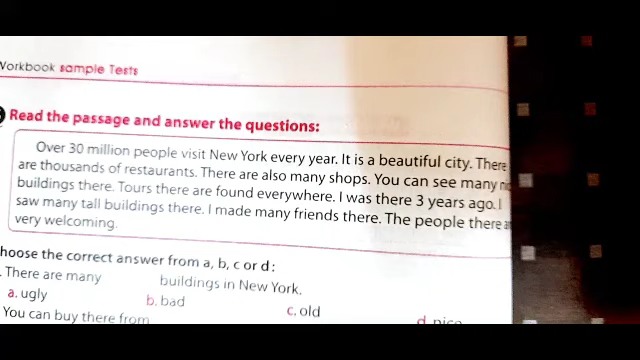 Workbook sample Tests
Read the passage and answer the questions:
Over 30 million people visit New York every year. It is a beautiful city. There
are thousands of restaurants. There are also many shops. You can see many
buildings there. Tours there are found everywhere. I was there 3 years ago. I
saw many tall buildings there. I made many friends there. The people there
very welcoming.
hoose the correct answer from a, b, c or d:
There are many buildings in New York.
a. ugly b. bad c. old d. nice
You can buy there from